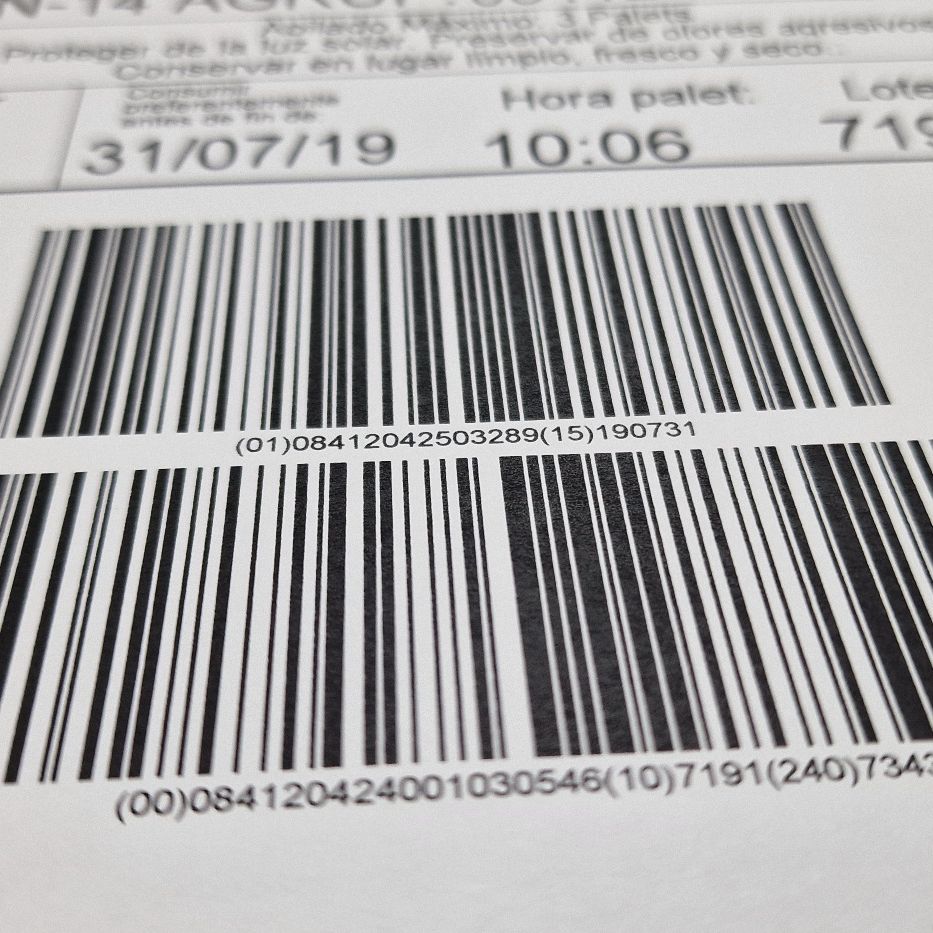 Apilado Máximo: 3 Palets
Proteger de la luz solar. Preservar de olores agresivos
Conservar en lugar limpio, fresco y seco.
Consumir
preferentemente
antes de fin de:
31/07/19
Hora palet:
10:06
Lote
719
(01)08412042503289(15)190731
(00)084120424001030546(10)7191(240)7343